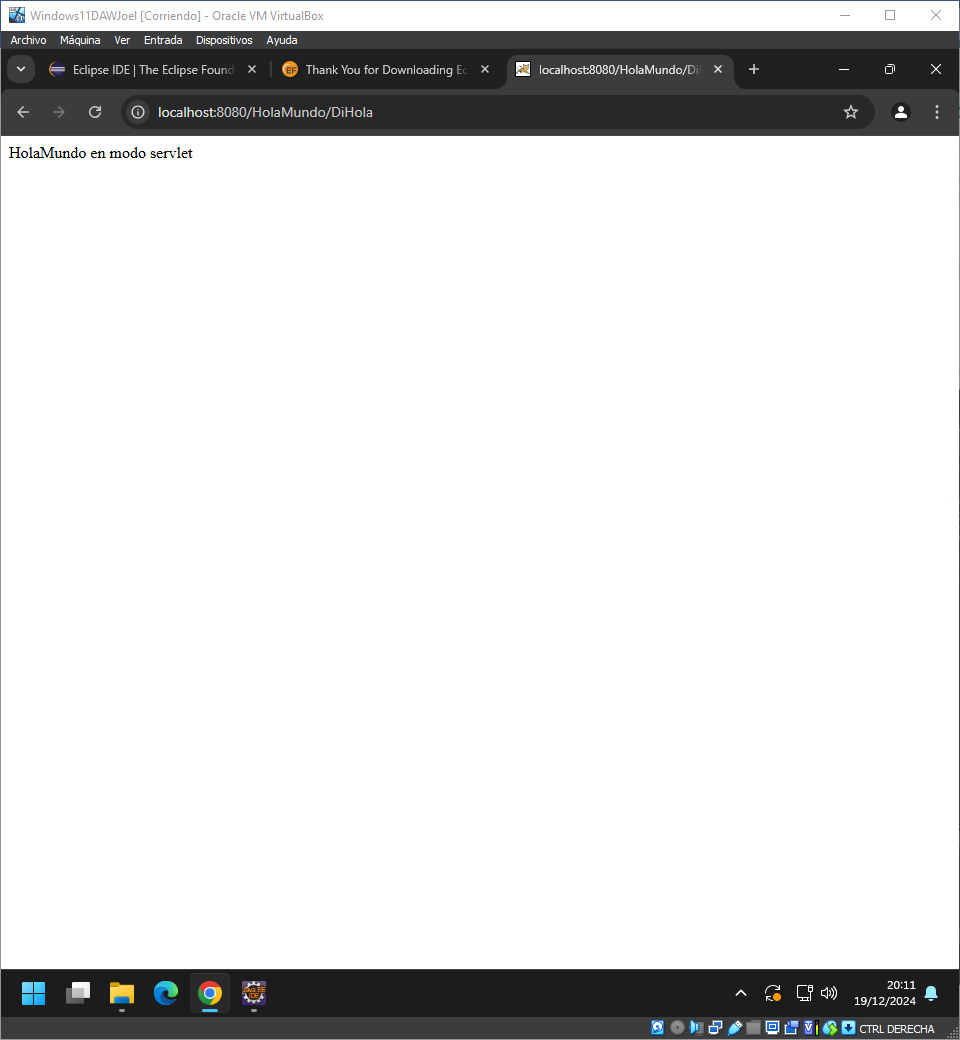 Windows11DAWJoel [Corriendo] - Oracle VM VirtualBox
Archivo Máquina Ver Entrada Dispositivos Ayuda
Eclipse IDE | The Eclipse Found
Thank You for Downloading Ec
localhost:8080/HolaMundo/Di
localhost:8080/HolaMundo/DiHola
HolaMundo en modo servlet
20:11
19/12/2024
CTRL DERECHA